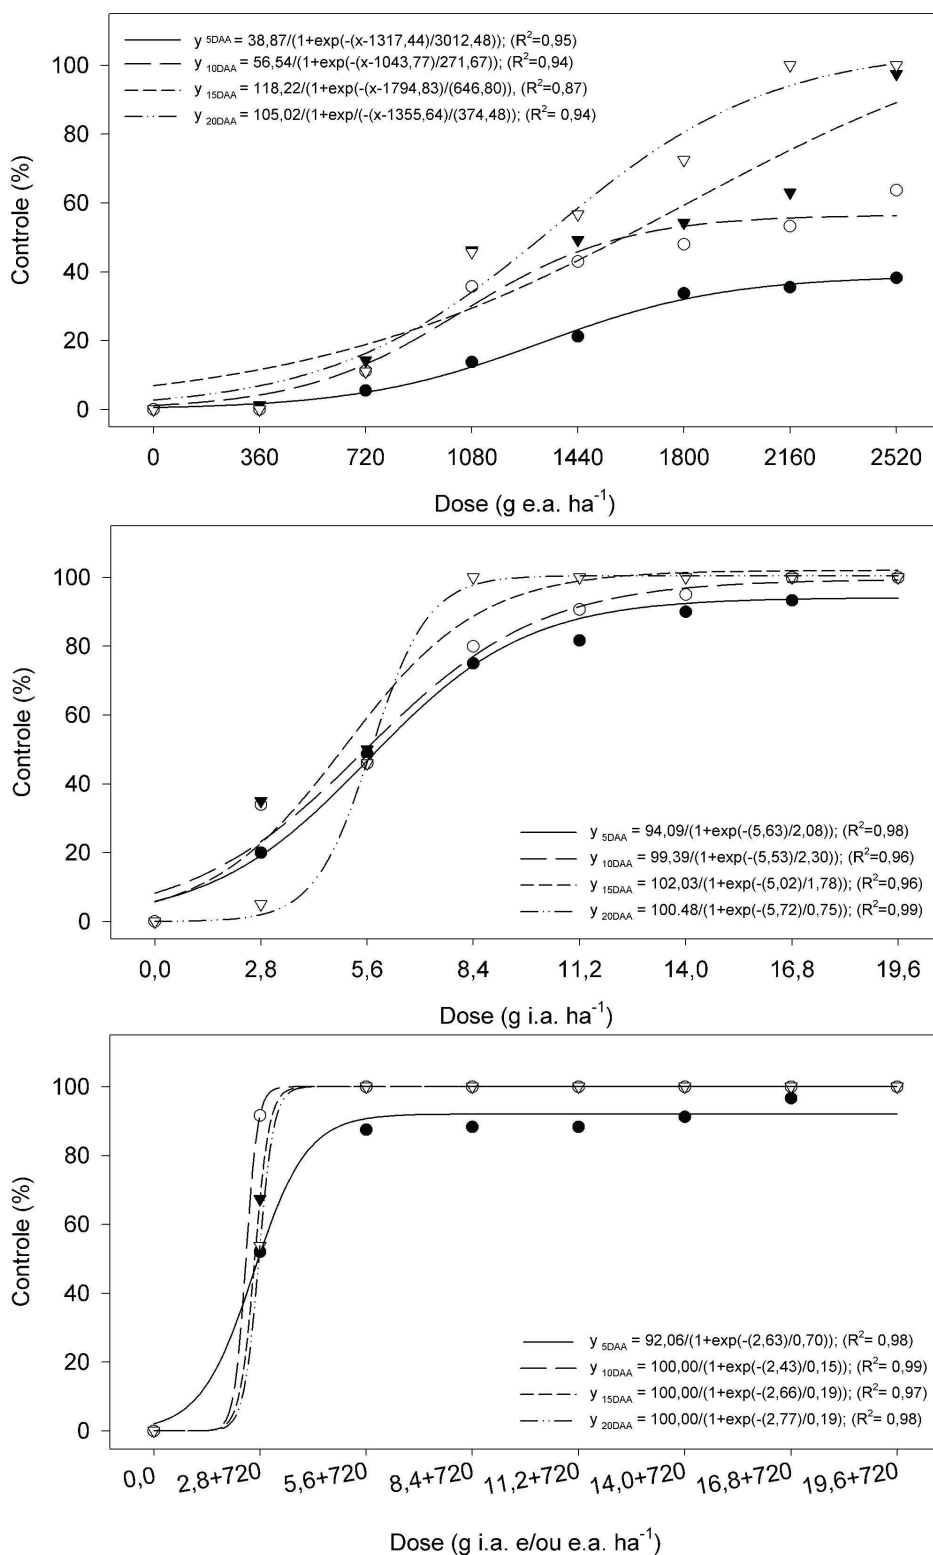 y 5DAA = 38,87/(1+exp(-(x-1317,44)/3012,48)); (R²=0,95)
y 10DAA = 56,54/(1+exp(-(x-1043,77)/271,67)); (R²=0,94)
y 15DAA = 118,22/(1+exp(-(x-1794,83)/(646,80)), (R²=0,87)
y 20DAA = 105,02/(1+exp/(-(x-1355,64)/(374,48)); (R²= 0,94)
100
80
60
40
20
0
Controle (%)
0 360 720 1080 1440 1800 2160 2520
Dose (g e.a. ha⁻¹)
100
80
60
40
20
0
Controle (%)
y 5DAA = 94,09/(1+exp(-(5,63)/2,08)); (R²=0,98)
y 10DAA = 99,39/(1+exp(-(5,53)/2,30)); (R²=0,96)
y 15DAA = 102,03/(1+exp(-(5,02)/1,78)); (R²=0,96)
y 20DAA = 100.48/(1+exp(-(5,72)/0,75)); (R²=0,99)
0,0 2,8 5,6 8,4 11,2 14,0 16,8 19,6
Dose (g i.a. ha⁻¹)
100
80
60
40
20
0
Controle (%)
y 5DAA = 92,06/(1+exp(-(2,63)/0,70)); (R²= 0,98)
y 10DAA = 100,00/(1+exp(-(2,43)/0,15)); (R²= 0,99)
y 15DAA = 100,00/(1+exp(-(2,66)/0,19)); (R²= 0,97)
y 20DAA = 100,00/(1+exp(-(2,77)/0,19); (R²= 0,98)
0,0 2,8+720 5,6+720 8,4+720 11,2+720 14,0+720 16,8+720 19,6+720
Dose (g i.a. e/ou e.a. ha⁻¹)